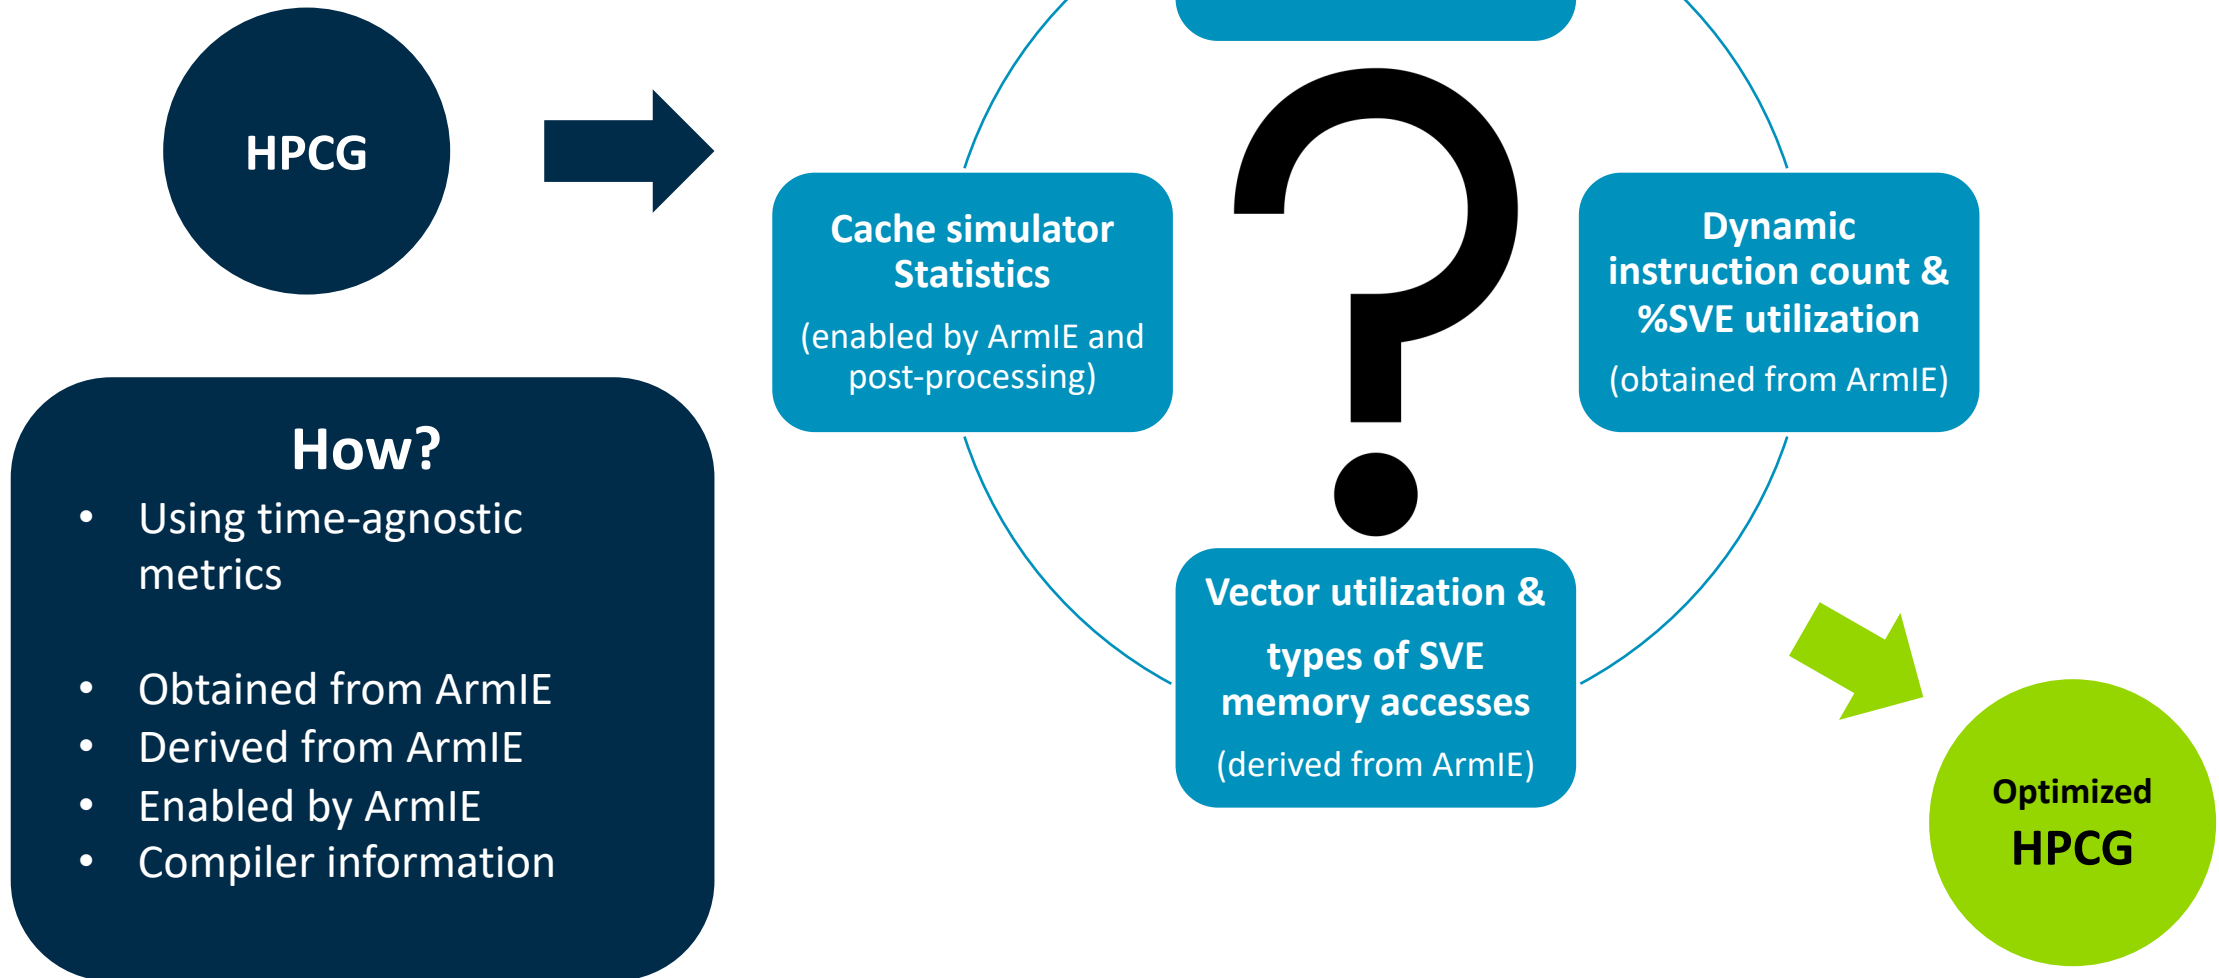 HPCG
How?
• Using time-agnostic
metrics
• Obtained from ArmIE
• Derived from ArmIE
• Enabled by ArmIE
• Compiler information
Cache simulator
Statistics
(enabled by ArmIE and
post-processing)
?
Dynamic
instruction count &
%SVE utilization
(obtained from ArmIE)
Vector utilization &
types of SVE
memory accesses
(derived from ArmIE)
Optimized
HPCG